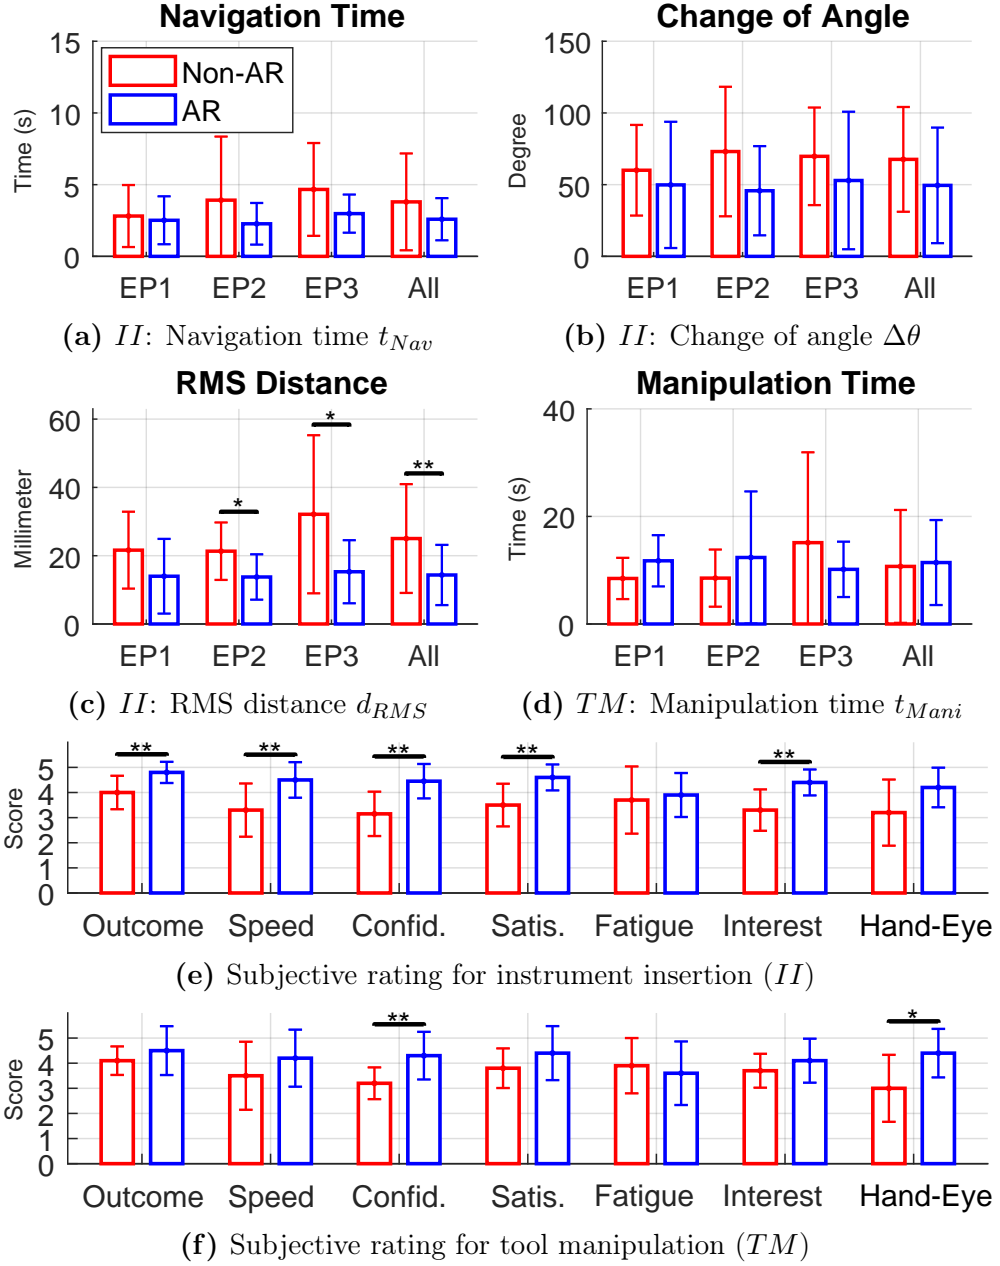 Navigation Time
Change of Angle
15
10
5
0
Time (s)
Non-AR
AR
EP1 EP2 EP3 All
150
100
50
0
Degree
EP1 EP2 EP3 All
(a) II: Navigation time t_Nav
(b) II: Change of angle Δθ
RMS Distance
Manipulation Time
60
40
20
0
Millimeter
* * **
EP1 EP2 EP3 All
40
20
0
Time (s)
EP1 EP2 EP3 All
(c) II: RMS distance d_RMS
(d) TM: Manipulation time t_Mani
** ** ** ** **
5
4
3
2
1
0
Score
Outcome Speed Confid. Satis. Fatigue Interest Hand-Eye
(e) Subjective rating for instrument insertion (II)
** *
5
4
3
2
1
0
Score
Outcome Speed Confid. Satis. Fatigue Interest Hand-Eye
(f) Subjective rating for tool manipulation (TM)